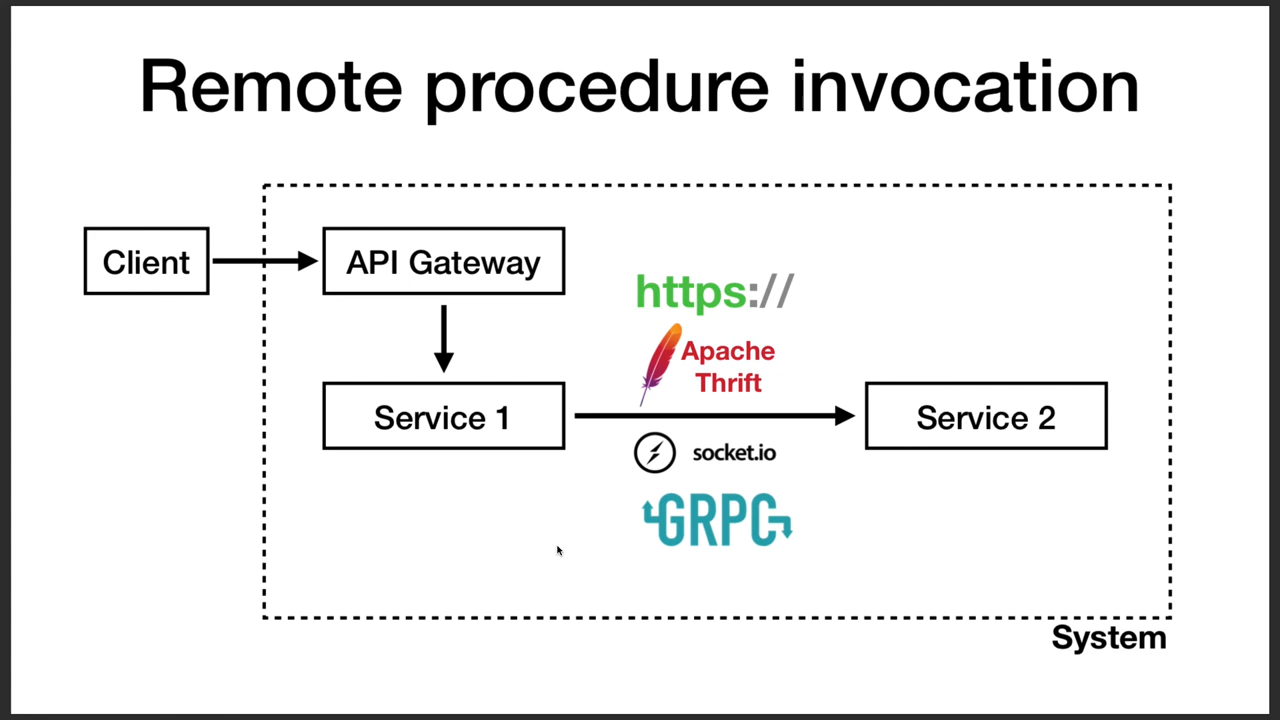 Remote procedure invocation
Client
API Gateway
https://
Apache
Thrift
Service 1
Service 2
socket.io
GRPC
System